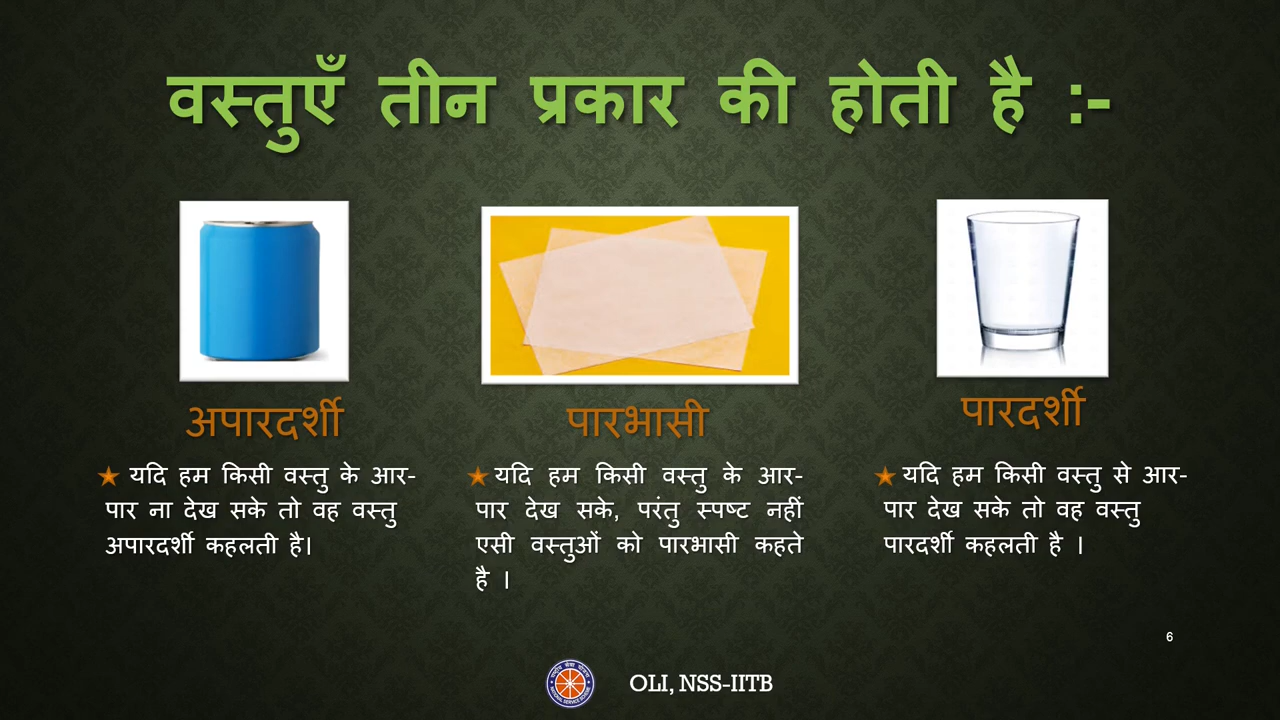 वस्तुएँ तीन प्रकार की होती है :-
अपारदर्शी
यदि हम किसी वस्तु के आर-
पार ना देख सके तो वह वस्तु
अपारदर्शी कहलती है।
पारभासी
यदि हम किसी वस्तु के आर-
पार देख सके, परंतु स्पष्ट नहीं
एसी वस्तुओं को पारभासी कहते
है ।
पारदर्शी
यदि हम किसी वस्तु से आर-
पार देख सके तो वह वस्तु
पारदर्शी कहलती है ।
6
OLI, NSS-IITB